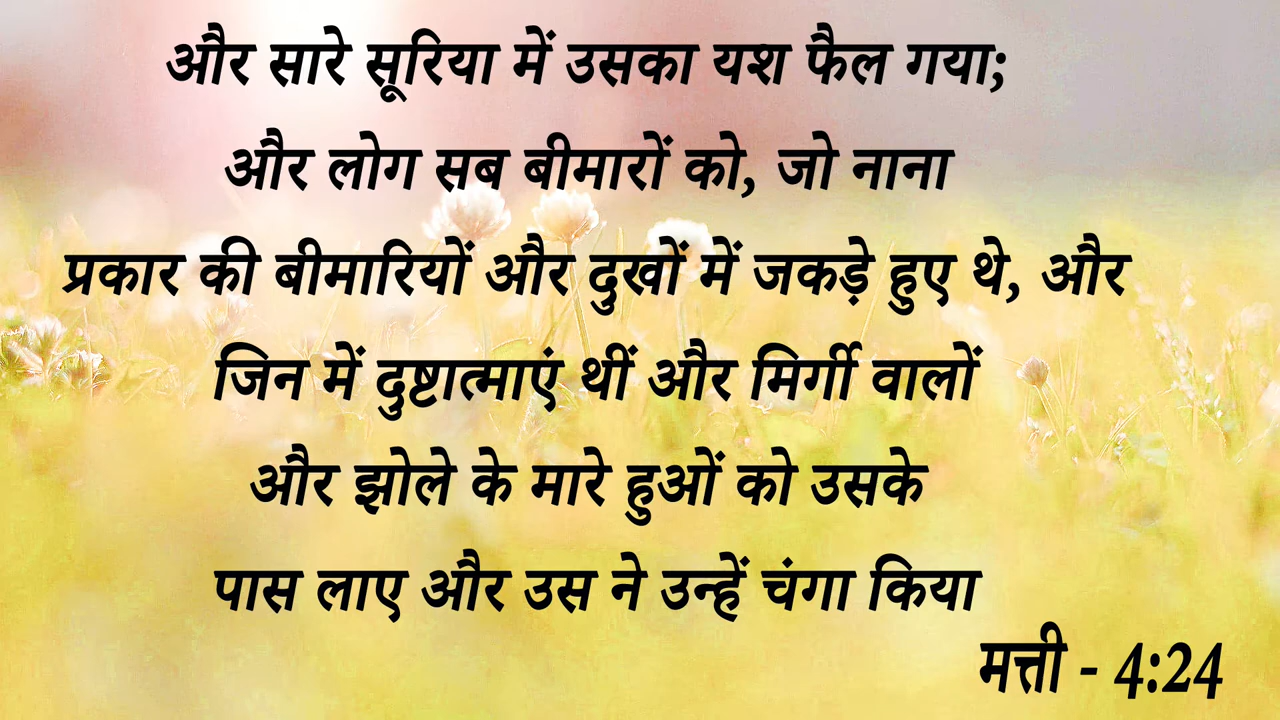 और सारे सूरिया में उसका यश फैल गया;
और लोग सब बीमारों को, जो नाना
प्रकार की बीमारियों और दुखों में जकड़े हुए थे, और
जिन में दुष्टात्माएं थीं और मिर्गी वालों
और झोले के मारे हुओं को उसके
पास लाए और उस ने उन्हें चंगा किया
मत्ती - 4:24